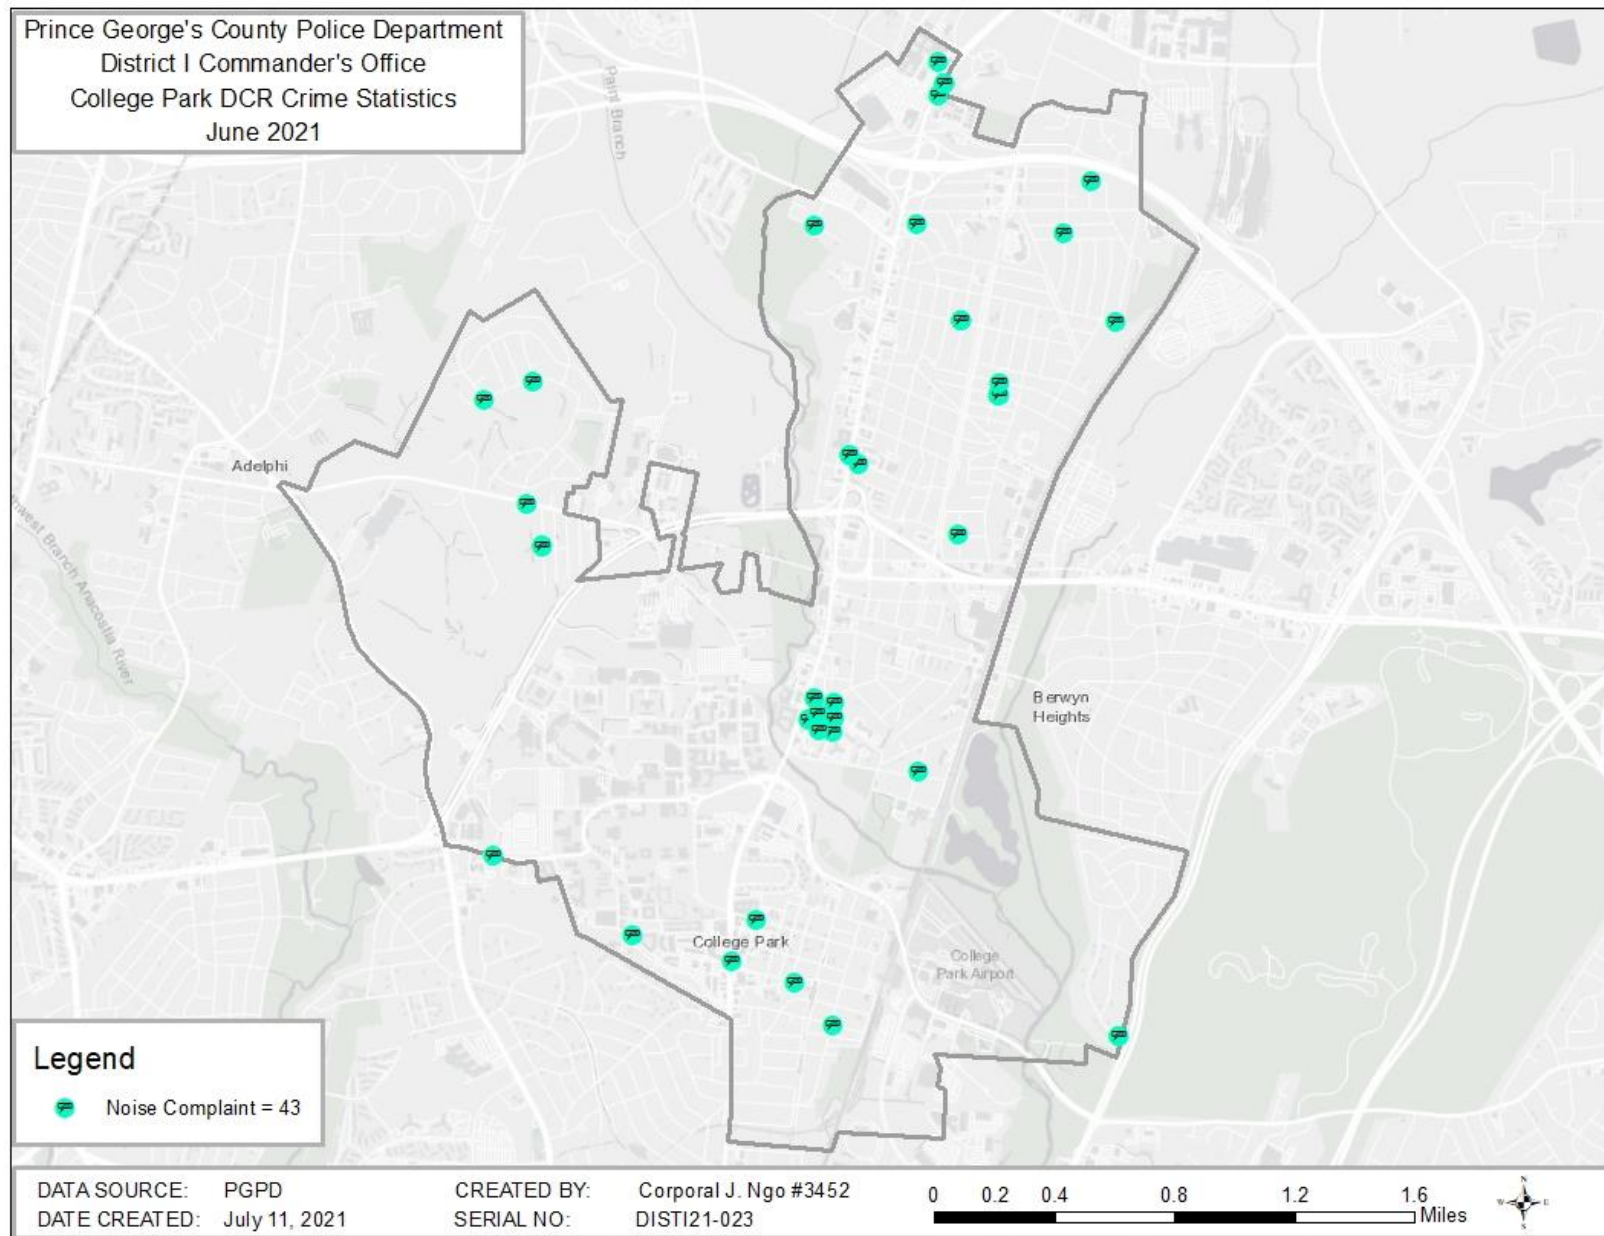 Prince George's County Police Department
District I Commander's Office
College Park DCR Crime Statistics
June 2021
Paint Branch
Adelphi
Northwest Branch Anacostia River
Berwyn
Heights
College Park
College
Park Airport
Legend
Noise Complaint = 43
DATA SOURCE: PGPD
DATE CREATED: July 11, 2021
CREATED BY: Corporal J. Ngo #3452
SERIAL NO: DISTI21-023
0 0.2 0.4 0.8 1.2 1.6
Miles
N
W E
S